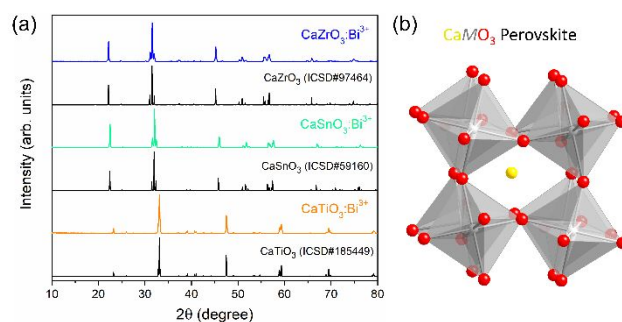 (a)
CaZrO₃:Bi³⁺
CaZrO₃ (ICSD#97464)
CaSnO₃:Bi³⁺
CaSnO₃ (ICSD#59160)
CaTiO₃:Bi³⁺
CaTiO₃ (ICSD#185449)
Intensity (arb. units)
10 20 30 40 50 60 70 80
2θ (degree)
(b)
CaMO₃ Perovskite